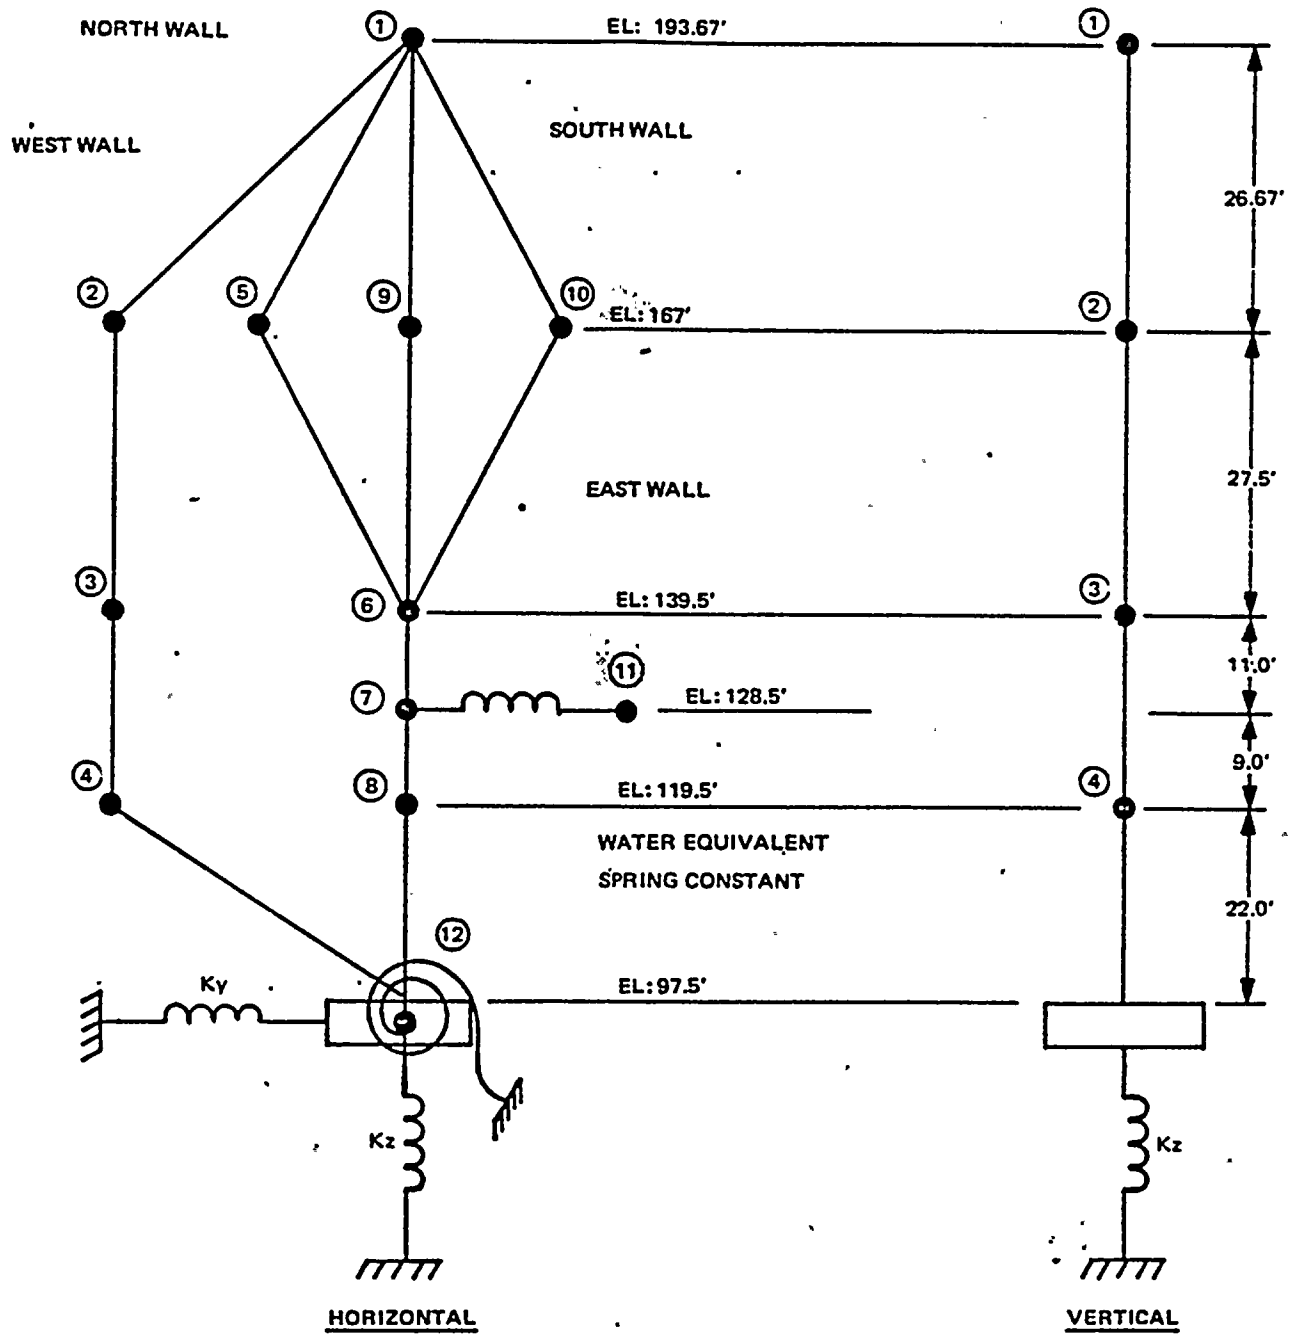 NORTH WALL
1
EL: 193.67'
1
WEST WALL
SOUTH WALL
26.67'
2
5
9
10
EL: 167'
2
27.5'
EAST WALL
3
6
EL: 139.5'
3
11.0'
7
11
EL: 128.5'
9.0'
4
8
EL: 119.5'
4
WATER EQUIVALENT
SPRING CONSTANT
22.0'
12
Ky
EL: 97.5'
Kz
Kz
HORIZONTAL
VERTICAL